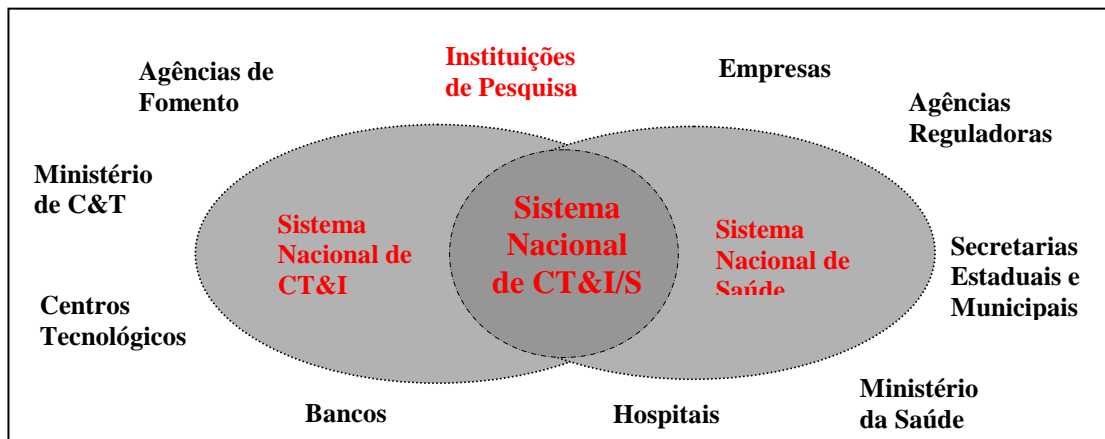 Agências de
Fomento
Instituições
de Pesquisa
Empresas
Agências
Reguladoras
Ministério
de C&T
Sistema
Nacional de
CT&I
Sistema
Nacional
de CT&I/S
Sistema
Nacional de
Saúde
Secretarias
Estaduais e
Municipais
Centros
Tecnológicos
Bancos
Hospitais
Ministério
da Saúde